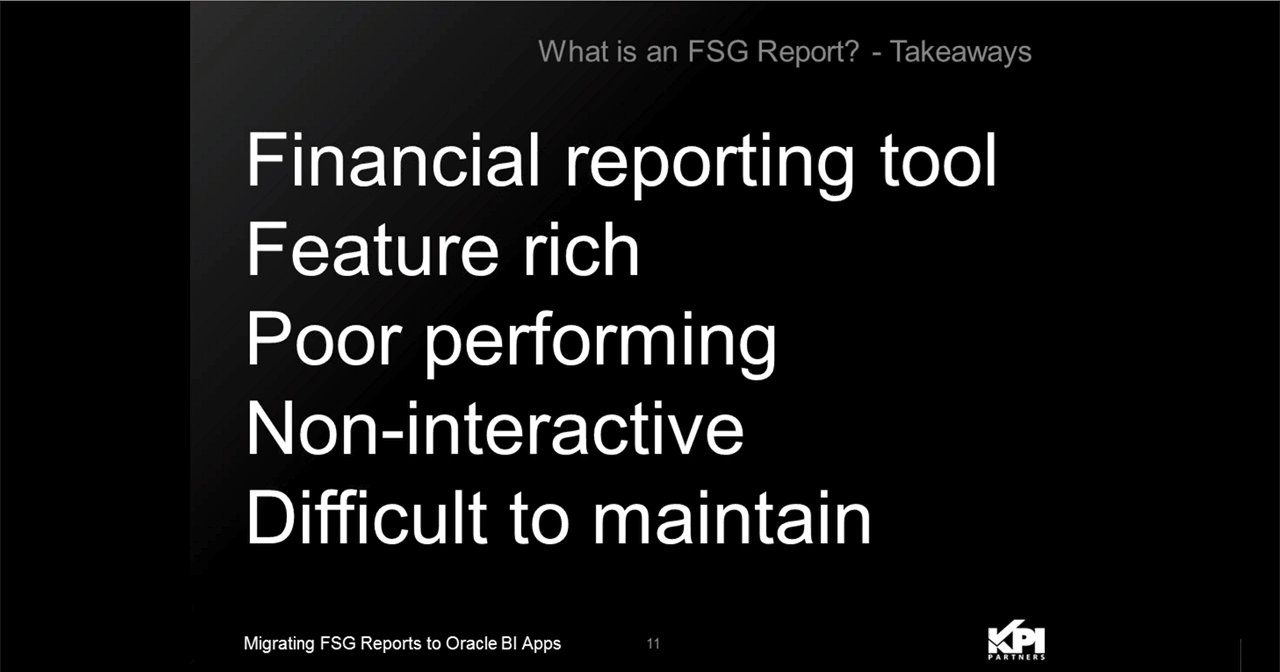 What is an FSG Report? - Takeaways
Financial reporting tool
Feature rich
Poor performing
Non-interactive
Difficult to maintain
Migrating FSG Reports to Oracle BI Apps
11
KPI
PARTNERS